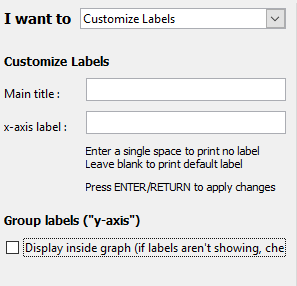 I want to Customize Labels
Customize Labels
Main title :
x-axis label :
Enter a single space to print no label
Leave blank to print default label
Press ENTER/RETURN to apply changes
Group labels ("y-axis")
Display inside graph (if labels aren't showing, che